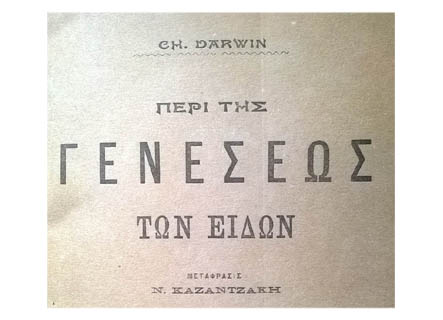 CH. DARWIN
ΠΕΡΙ ΤΗΣ
ΓΕΝΕΣΕΩΣ
ΤΩΝ ΕΙΔΩΝ
ΜΕΤΑΦΡΑΣΙΣ
Ν. ΚΑΖΑΝΤΖΑΚΗ